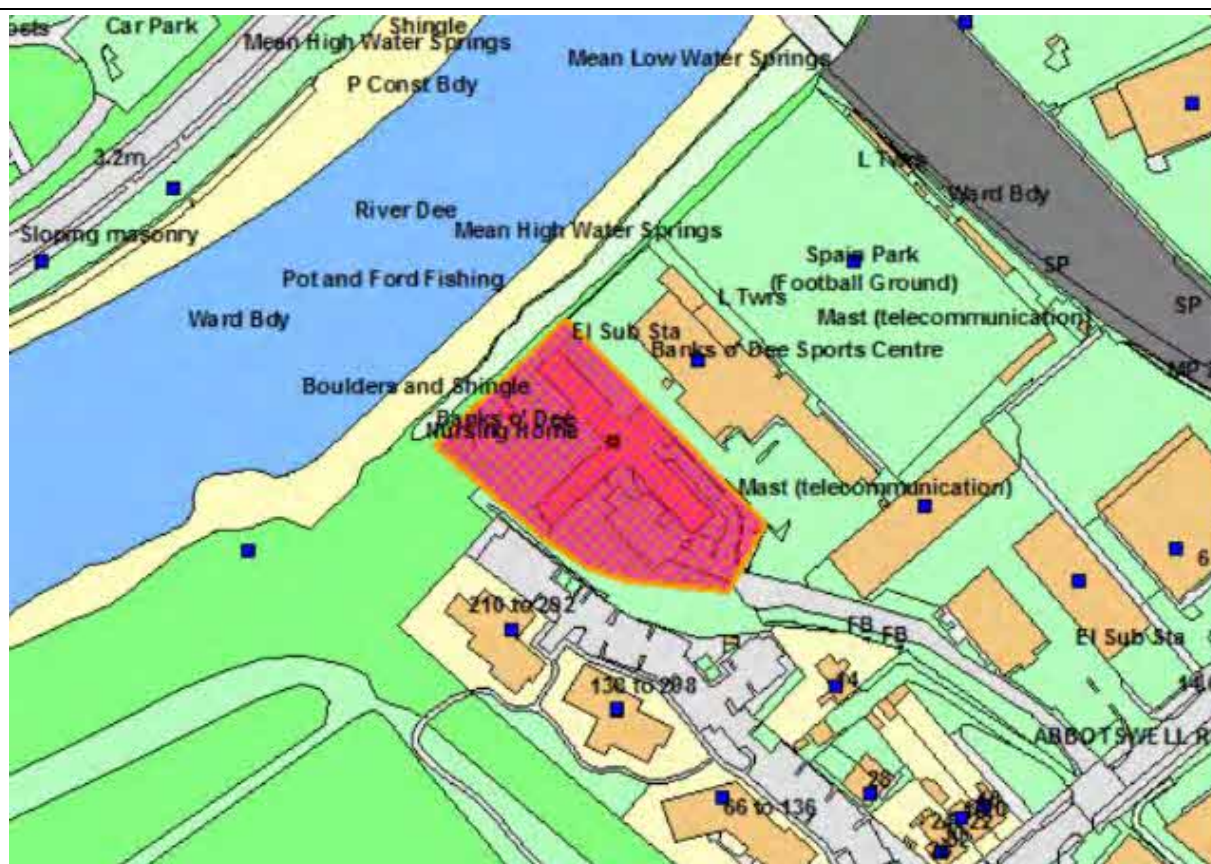 osts
Car Park
Shingle
Mean High Water Springs
Mean Low Water Springs
P Const Bdy
3.2m
L Twrs
Ward Bdy
River Dee
Mean High Water Springs
Sloping masonry
Spain Park
(Football Ground)
SP
Pot and Ford Fishing
L Twrs
SP
Ward Bdy
Mast (telecommunication)
El Sub Sta
Banks o' Dee Sports Centre
MP
Boulders and Shingle
Banks o' Dee
Nursing Home
Mast (telecommunication)
6
210 to 282
FB
FB
El Sub Sta
14
138 to 208
ABBOTSWELL R
28
66 to 136